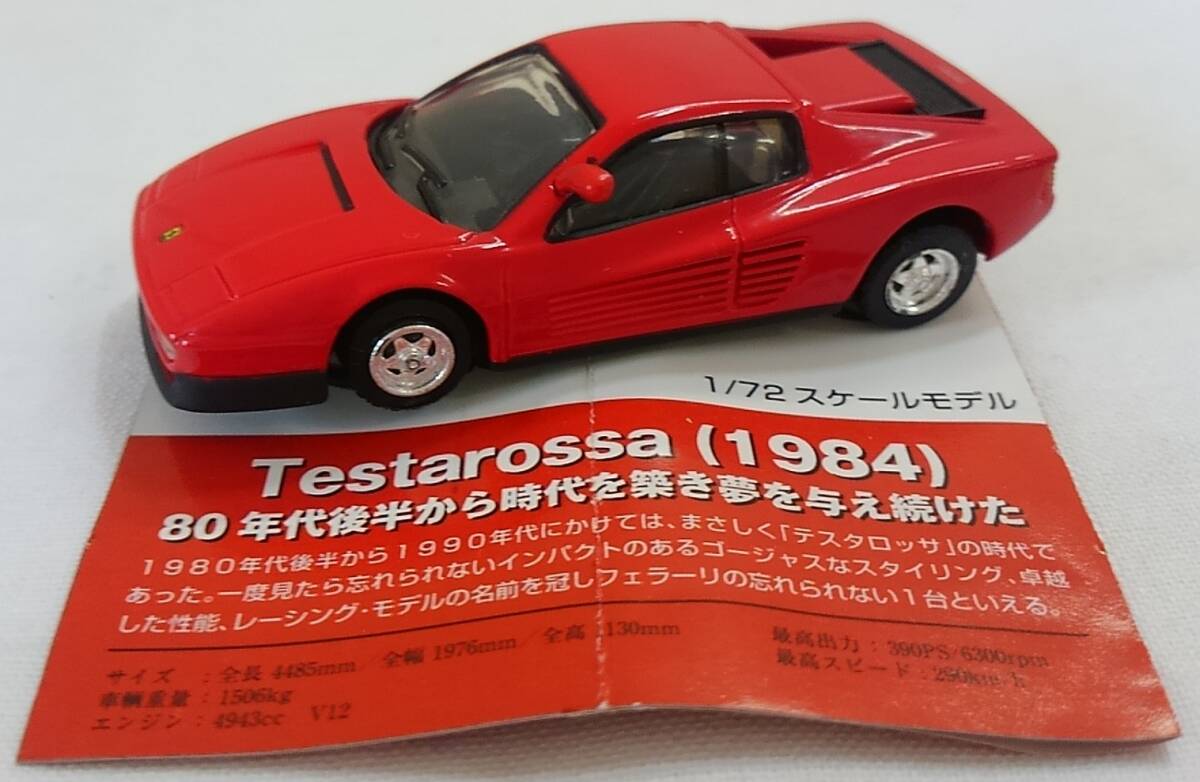 1/72 スケールモデル
Testarossa (1984)
80 年代後半から時代を築き夢を与え続けた
1980年代後半から1990年代にかけては、まさしく「テスタロッサ」の時代で
あった。一度見たら忘れられないインパクトのあるゴージャスなスタイリング、卓越
した性能、レーシング・モデルの名前を冠しフェラーリの忘れられない1台といえる。
サイズ :全長 4485mm/全幅 1976mm/全高 1130mm
車輌重量:1506kg
エンジン:4943cc V12
最高出力:390PS/6300rpm
最高スピード:290km/h